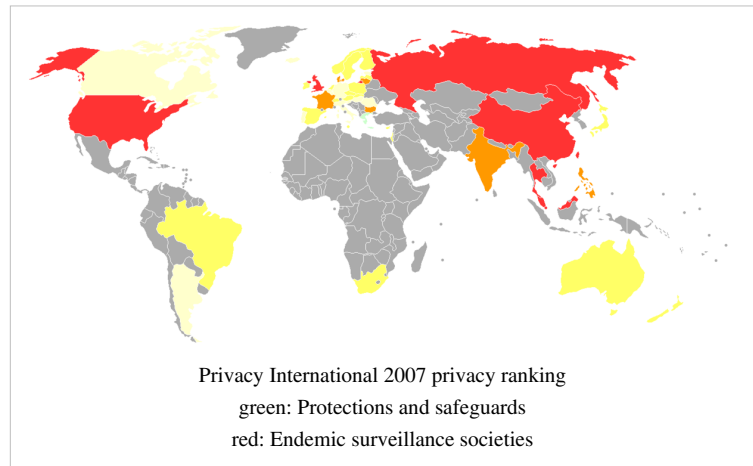 Privacy International 2007 privacy ranking
green: Protections and safeguards
red: Endemic surveillance societies